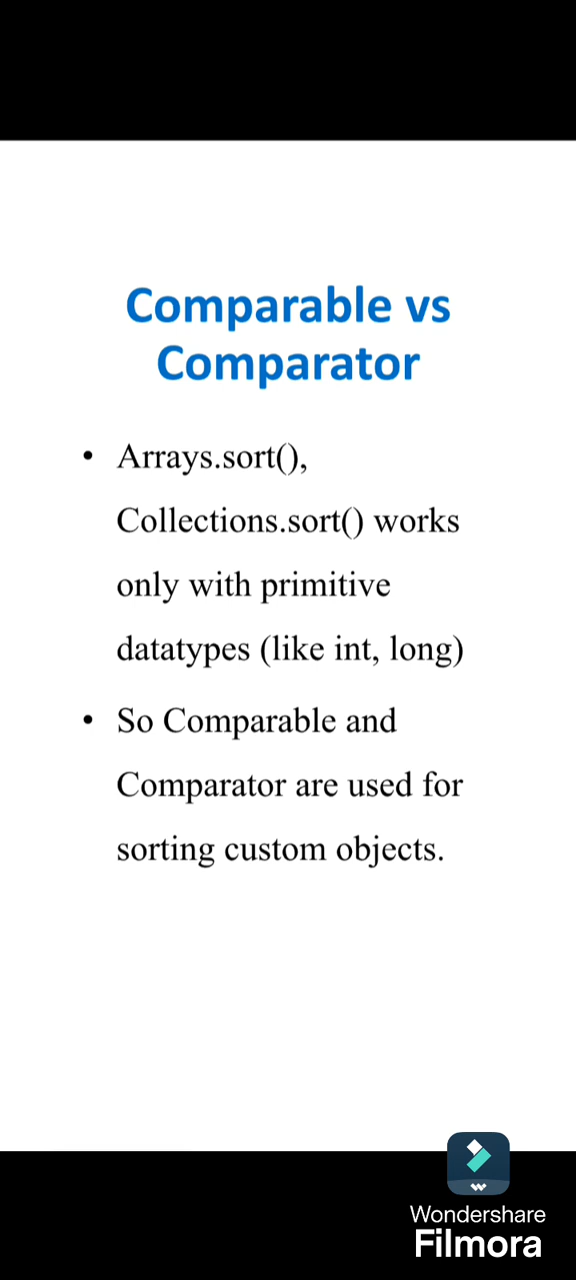 Comparable vs
Comparator
• Arrays.sort(),
Collections.sort() works
only with primitive
datatypes (like int, long)
• So Comparable and
Comparator are used for
sorting custom objects.
Wondershare
Filmora